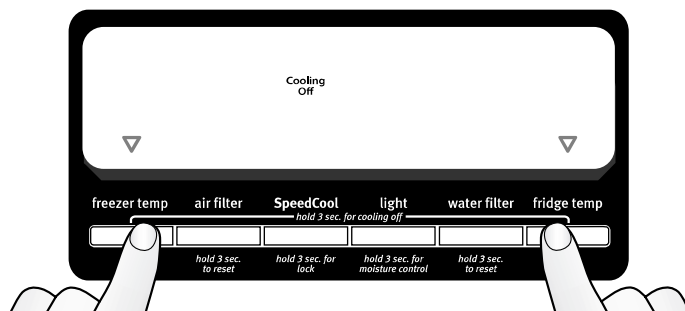 Cooling
Off
freezer temp air filter SpeedCool light water filter fridge temp
hold 3 sec. for cooling off
hold 3 sec. hold 3 sec. for hold 3 sec. for hold 3 sec.
to reset lock moisture control to reset